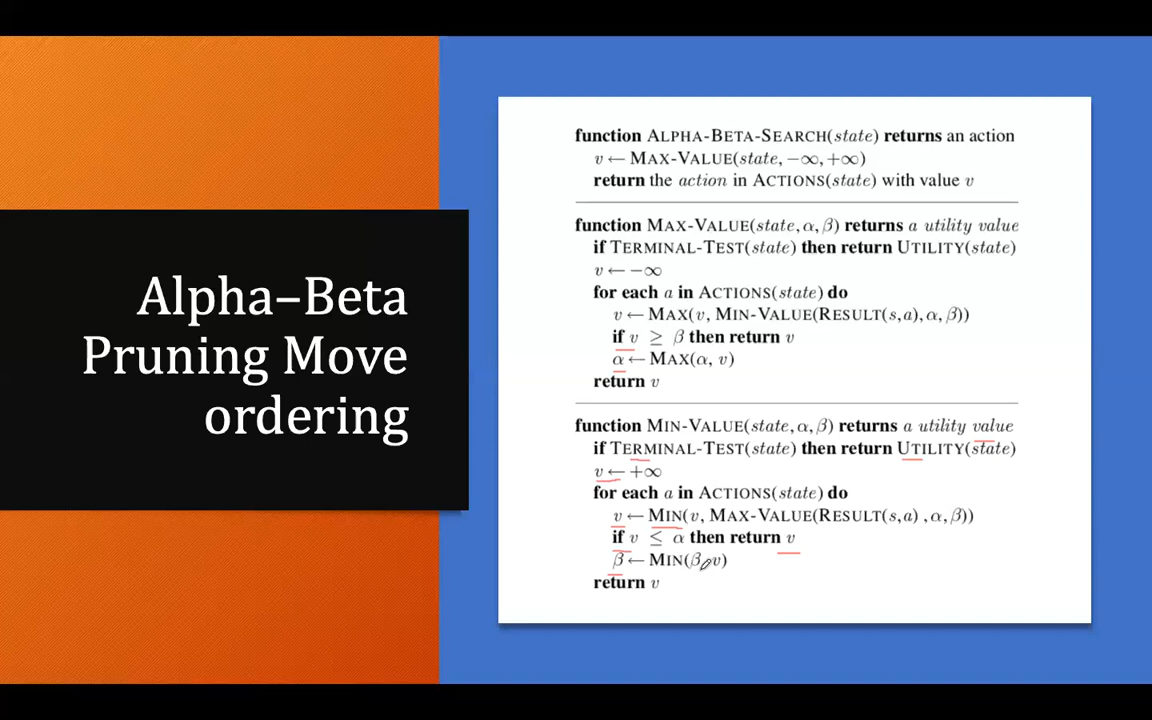 Alpha–Beta
Pruning Move
ordering
function ALPHA-BETA-SEARCH(state) returns an action
v ← MAX-VALUE(state, −∞, +∞)
return the action in ACTIONS(state) with value v
function MAX-VALUE(state, α, β) returns a utility value
if TERMINAL-TEST(state) then return UTILITY(state)
v ← −∞
for each a in ACTIONS(state) do
v ← MAX(v, MIN-VALUE(RESULT(s,a), α, β))
if v ≥ β then return v
α ← MAX(α, v)
return v
function MIN-VALUE(state, α, β) returns a utility value
if TERMINAL-TEST(state) then return UTILITY(state)
v ← +∞
for each a in ACTIONS(state) do
v ← MIN(v, MAX-VALUE(RESULT(s,a) , α, β))
if v ≤ α then return v
β ← MIN(β, v)
return v